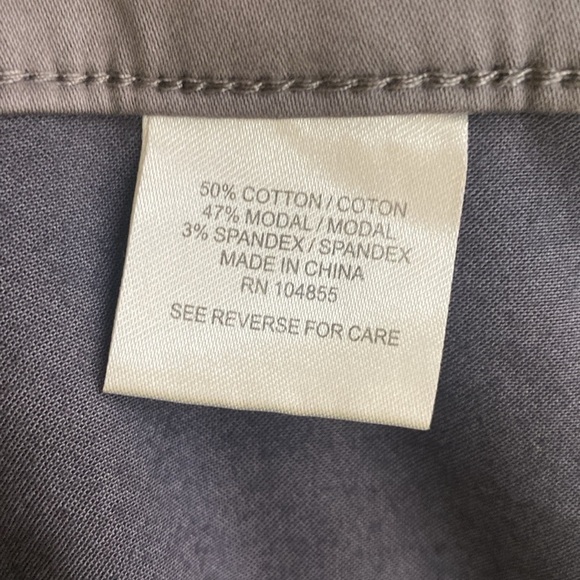 50% COTTON / COTON
47% MODAL / MODAL
3% SPANDEX / SPANDEX
MADE IN CHINA
RN 104855
SEE REVERSE FOR CARE